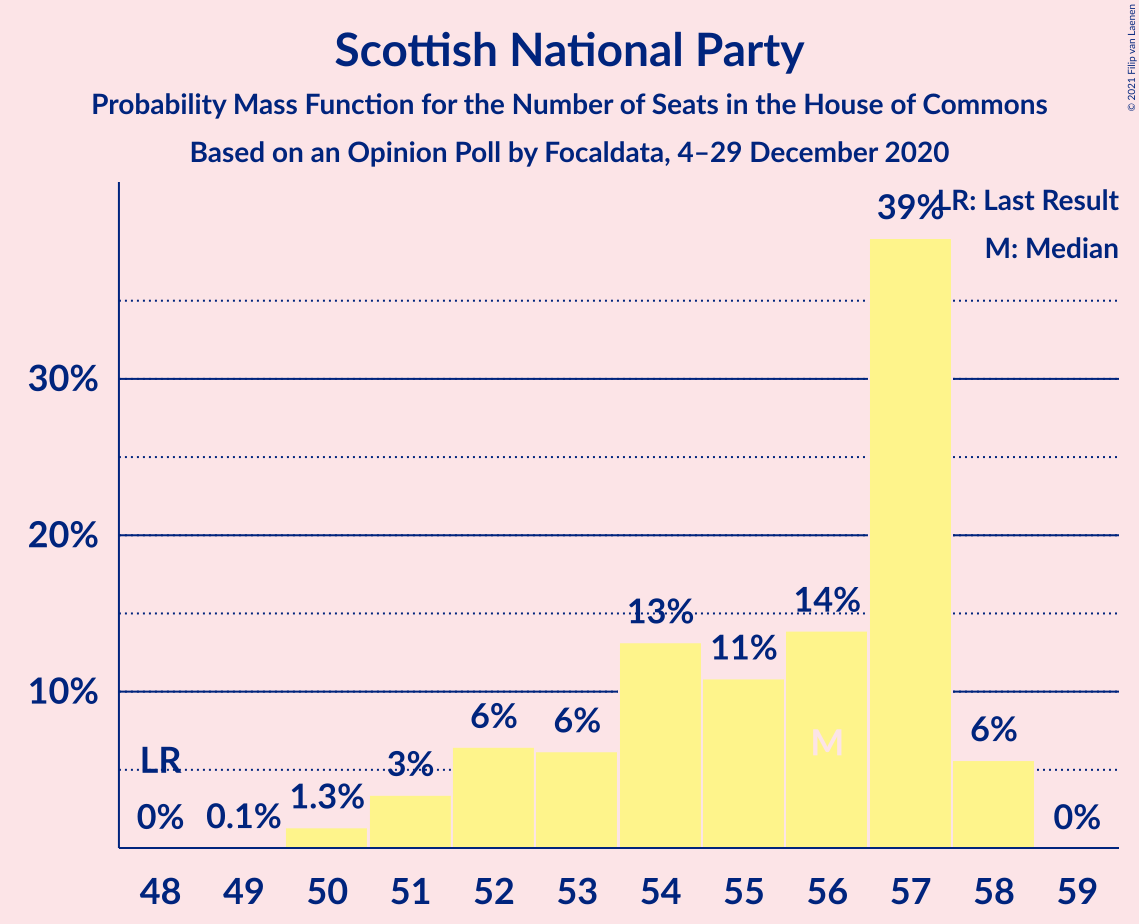 Scottish National Party
Probability Mass Function for the Number of Seats in the House of Commons
Based on an Opinion Poll by Focaldata, 4–29 December 2020
© 2021 Filip van Laenen
LR: Last Result
M: Median
39%
30%
20%
10%
LR
0%
0.1%
1.3%
3%
6%
6%
13%
11%
14%
M
6%
0%
48 49 50 51 52 53 54 55 56 57 58 59